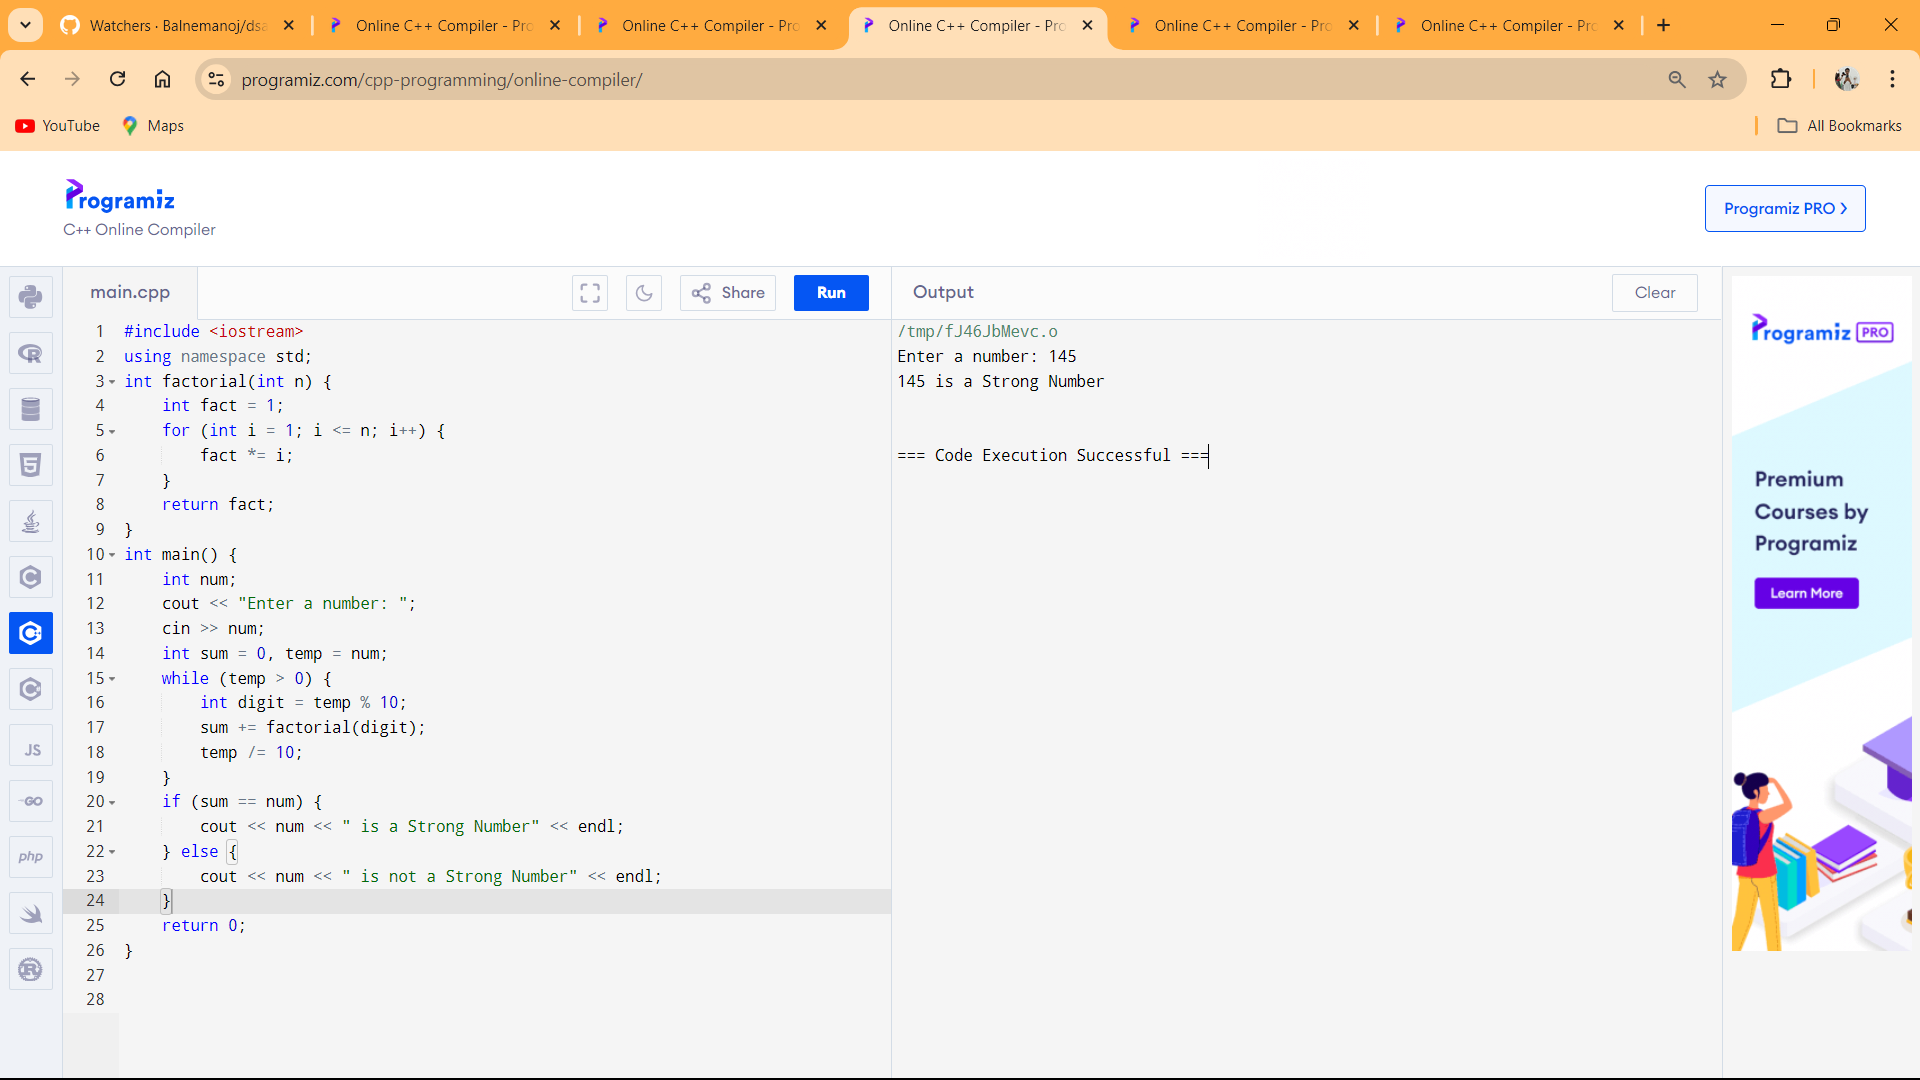 Watchers · Balnemanoj/dsa
Online C++ Compiler - Pro
Online C++ Compiler - Pro
Online C++ Compiler - Pro
Online C++ Compiler - Pro
Online C++ Compiler - Pro
programiz.com/cpp-programming/online-compiler/
YouTube
Maps
All Bookmarks
Programiz
C++ Online Compiler
Programiz PRO
main.cpp
Share
Run
Output
Clear
1 #include <iostream>
2 using namespace std;
3 int factorial(int n) {
4     int fact = 1;
5     for (int i = 1; i <= n; i++) {
6         fact *= i;
7     }
8     return fact;
9 }
10 int main() {
11     int num;
12     cout << "Enter a number: ";
13     cin >> num;
14     int sum = 0, temp = num;
15     while (temp > 0) {
16         int digit = temp % 10;
17         sum += factorial(digit);
18         temp /= 10;
19     }
20     if (sum == num) {
21         cout << num << " is a Strong Number" << endl;
22     } else {
23         cout << num << " is not a Strong Number" << endl;
24     }
25     return 0;
26 }
27
28
/tmp/fJ46JbMevc.o
Enter a number: 145
145 is a Strong Number
=== Code Execution Successful ===
Programiz PRO
Premium
Courses by
Programiz
Learn More
JS
GO
php